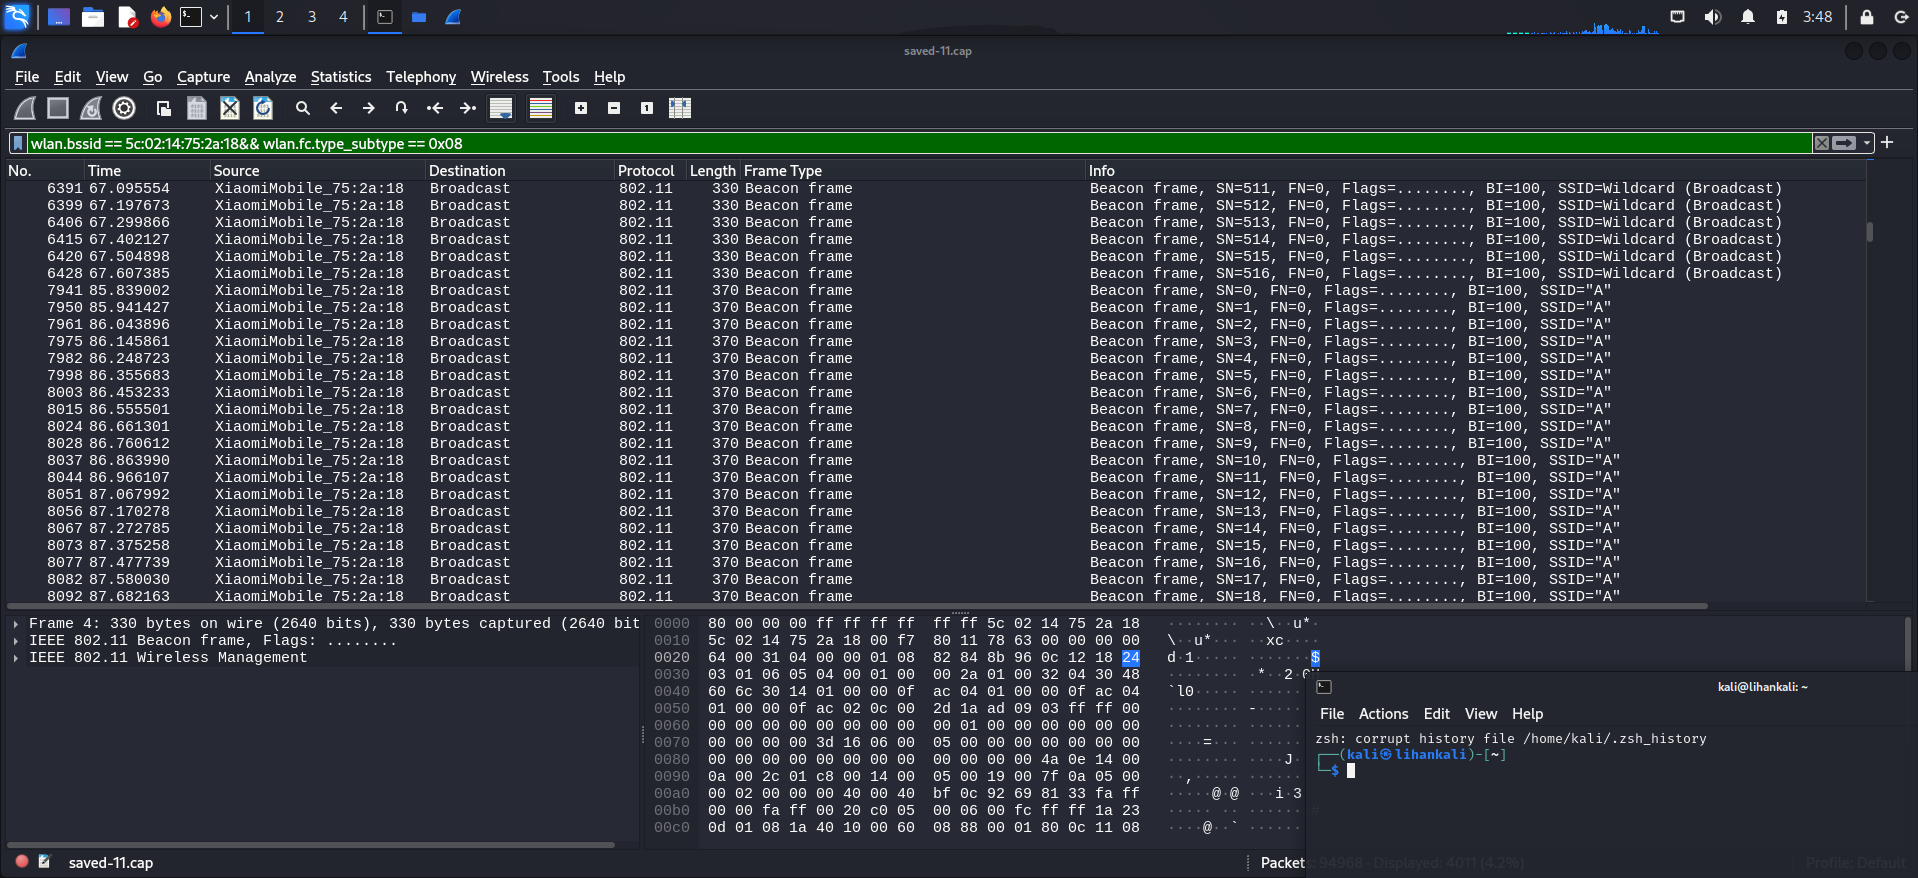 1 2 3 4 3:48
saved-11.cap
File Edit View Go Capture Analyze Statistics Telephony Wireless Tools Help
wlan.bssid == 5c:02:14:75:2a:18&& wlan.fc.type_subtype == 0x08
No. Time Source Destination Protocol Length Frame Type Info
6391 67.095554 XiaomiMobile_75:2a:18 Broadcast 802.11 330 Beacon frame Beacon frame, SN=511, FN=0, Flags=........, BI=100, SSID=Wildcard (Broadcast)
6399 67.197673 XiaomiMobile_75:2a:18 Broadcast 802.11 330 Beacon frame Beacon frame, SN=512, FN=0, Flags=........, BI=100, SSID=Wildcard (Broadcast)
6406 67.299866 XiaomiMobile_75:2a:18 Broadcast 802.11 330 Beacon frame Beacon frame, SN=513, FN=0, Flags=........, BI=100, SSID=Wildcard (Broadcast)
6415 67.402127 XiaomiMobile_75:2a:18 Broadcast 802.11 330 Beacon frame Beacon frame, SN=514, FN=0, Flags=........, BI=100, SSID=Wildcard (Broadcast)
6420 67.504898 XiaomiMobile_75:2a:18 Broadcast 802.11 330 Beacon frame Beacon frame, SN=515, FN=0, Flags=........, BI=100, SSID=Wildcard (Broadcast)
6428 67.607385 XiaomiMobile_75:2a:18 Broadcast 802.11 330 Beacon frame Beacon frame, SN=516, FN=0, Flags=........, BI=100, SSID=Wildcard (Broadcast)
7941 85.839002 XiaomiMobile_75:2a:18 Broadcast 802.11 370 Beacon frame Beacon frame, SN=0, FN=0, Flags=........, BI=100, SSID="A"
7950 85.941427 XiaomiMobile_75:2a:18 Broadcast 802.11 370 Beacon frame Beacon frame, SN=1, FN=0, Flags=........, BI=100, SSID="A"
7961 86.043896 XiaomiMobile_75:2a:18 Broadcast 802.11 370 Beacon frame Beacon frame, SN=2, FN=0, Flags=........, BI=100, SSID="A"
7975 86.145861 XiaomiMobile_75:2a:18 Broadcast 802.11 370 Beacon frame Beacon frame, SN=3, FN=0, Flags=........, BI=100, SSID="A"
7982 86.248723 XiaomiMobile_75:2a:18 Broadcast 802.11 370 Beacon frame Beacon frame, SN=4, FN=0, Flags=........, BI=100, SSID="A"
7998 86.355683 XiaomiMobile_75:2a:18 Broadcast 802.11 370 Beacon frame Beacon frame, SN=5, FN=0, Flags=........, BI=100, SSID="A"
8003 86.453233 XiaomiMobile_75:2a:18 Broadcast 802.11 370 Beacon frame Beacon frame, SN=6, FN=0, Flags=........, BI=100, SSID="A"
8015 86.555501 XiaomiMobile_75:2a:18 Broadcast 802.11 370 Beacon frame Beacon frame, SN=7, FN=0, Flags=........, BI=100, SSID="A"
8024 86.661301 XiaomiMobile_75:2a:18 Broadcast 802.11 370 Beacon frame Beacon frame, SN=8, FN=0, Flags=........, BI=100, SSID="A"
8028 86.760612 XiaomiMobile_75:2a:18 Broadcast 802.11 370 Beacon frame Beacon frame, SN=9, FN=0, Flags=........, BI=100, SSID="A"
8037 86.863990 XiaomiMobile_75:2a:18 Broadcast 802.11 370 Beacon frame Beacon frame, SN=10, FN=0, Flags=........, BI=100, SSID="A"
8044 86.966107 XiaomiMobile_75:2a:18 Broadcast 802.11 370 Beacon frame Beacon frame, SN=11, FN=0, Flags=........, BI=100, SSID="A"
8051 87.067992 XiaomiMobile_75:2a:18 Broadcast 802.11 370 Beacon frame Beacon frame, SN=12, FN=0, Flags=........, BI=100, SSID="A"
8056 87.170278 XiaomiMobile_75:2a:18 Broadcast 802.11 370 Beacon frame Beacon frame, SN=13, FN=0, Flags=........, BI=100, SSID="A"
8067 87.272785 XiaomiMobile_75:2a:18 Broadcast 802.11 370 Beacon frame Beacon frame, SN=14, FN=0, Flags=........, BI=100, SSID="A"
8073 87.375258 XiaomiMobile_75:2a:18 Broadcast 802.11 370 Beacon frame Beacon frame, SN=15, FN=0, Flags=........, BI=100, SSID="A"
8077 87.477739 XiaomiMobile_75:2a:18 Broadcast 802.11 370 Beacon frame Beacon frame, SN=16, FN=0, Flags=........, BI=100, SSID="A"
8082 87.580030 XiaomiMobile_75:2a:18 Broadcast 802.11 370 Beacon frame Beacon frame, SN=17, FN=0, Flags=........, BI=100, SSID="A"
8092 87.682163 XiaomiMobile_75:2a:18 Broadcast 802.11 370 Beacon frame Beacon frame, SN=18, FN=0, Flags=........, BI=100, SSID="A"
Frame 4: 330 bytes on wire (2640 bits), 330 bytes captured (2640 bit
IEEE 802.11 Beacon frame, Flags: ........
IEEE 802.11 Wireless Management
0000 80 00 00 00 ff ff ff ff ff ff 5c 02 14 75 2a 18 ········ ··\··u*·
0010 5c 02 14 75 2a 18 00 f7 80 11 78 63 00 00 00 00 \··u*··· ··xc····
0020 64 00 31 04 00 00 01 08 82 84 8b 96 0c 12 18 24 d·1····· ·······$
0030 03 01 06 05 04 00 01 00 00 2a 01 00 32 04 30 48 ········ ·*··2·0H
0040 60 6c 30 14 01 00 00 0f ac 04 01 00 00 0f ac 04 `l0·····
0050 01 00 00 0f ac 02 0c 00 2d 1a ad 09 03 ff ff 00 ········ -·····
0060 00 00 00 00 00 00 00 00 00 01 00 00 00 00 00 00
0070 00 00 00 00 3d 16 06 00 05 00 00 00 00 00 00 00 ····=···
0080 00 00 00 00 00 00 00 00 00 00 00 00 4a 0e 14 00 ········ ····J·
0090 0a 00 2c 01 c8 00 14 00 05 00 19 00 7f 0a 05 00 ··,·····
00a0 00 02 00 00 00 40 00 40 bf 0c 92 69 81 33 fa ff ·····@·@ ···i·3
00b0 00 00 fa ff 00 20 c0 05 00 06 00 fc ff ff 1a 23
00c0 0d 01 08 1a 40 10 00 60 08 88 00 01 80 0c 11 08 ····@··`
kali@lihankali: ~
File Actions Edit View Help
zsh: corrupt history file /home/kali/.zsh_history
┌──(kali㉿lihankali)-[~]
└─$
saved-11.cap Packets: 94968 · Displayed: 4011 (4.2%) Profile: Default